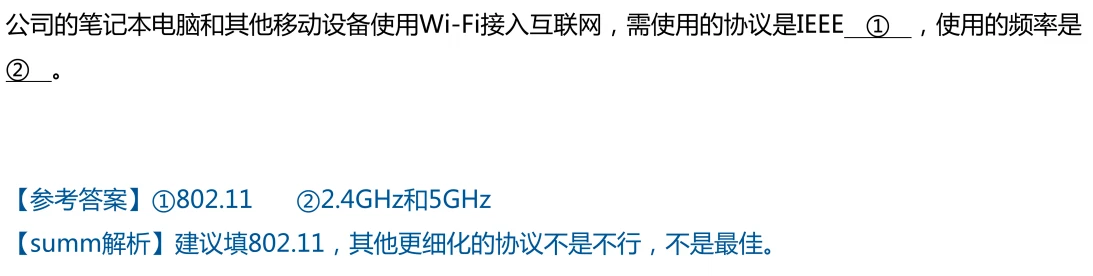 公司的笔记本电脑和其他移动设备使用Wi-Fi接入互联网，需使用的协议是IEEE ① ，使用的频率是
② 。
【参考答案】①802.11 ②2.4GHz和5GHz
【summ解析】建议填802.11，其他更细化的协议不是不行，不是最佳。